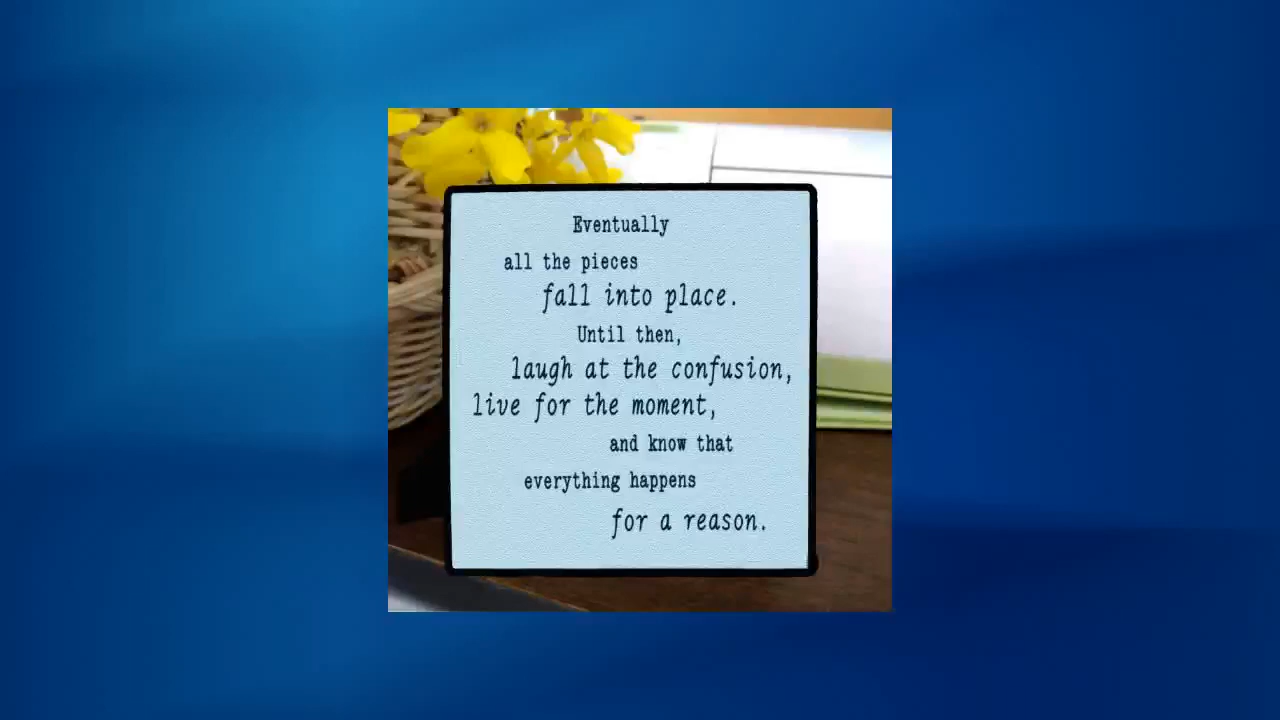 Eventually
all the pieces
fall into place.
Until then,
laugh at the confusion,
live for the moment,
and know that
everything happens
for a reason.